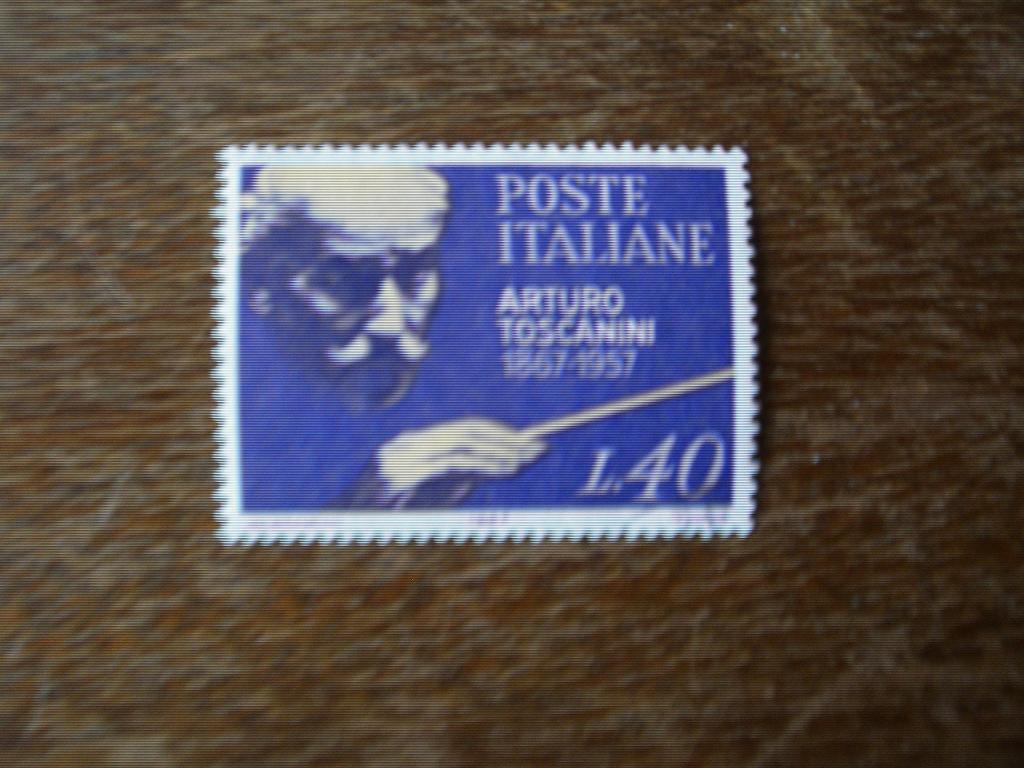 POSTE
ITALIANE
ARTURO
TOSCANINI
1867-1957
L.40